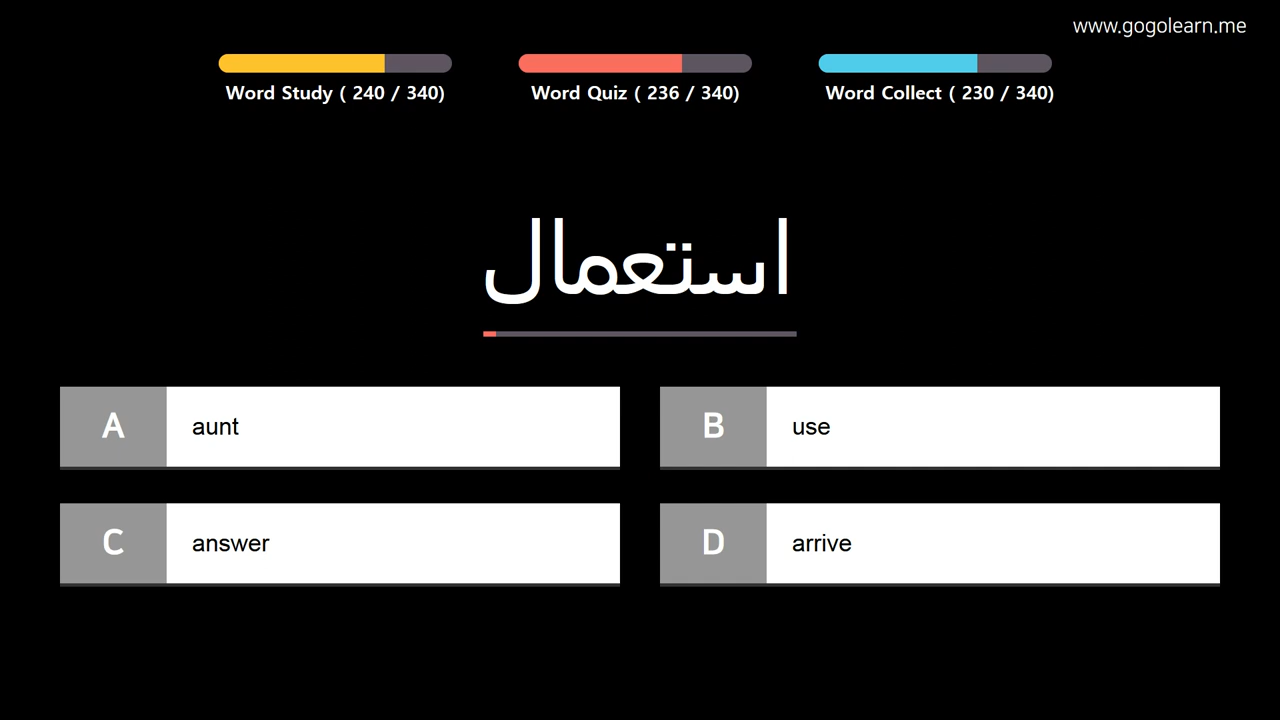 www.gogolearn.me
Word Study ( 240 / 340)
Word Quiz ( 236 / 340)
Word Collect ( 230 / 340)
استعمال
A aunt
B use
C answer
D arrive